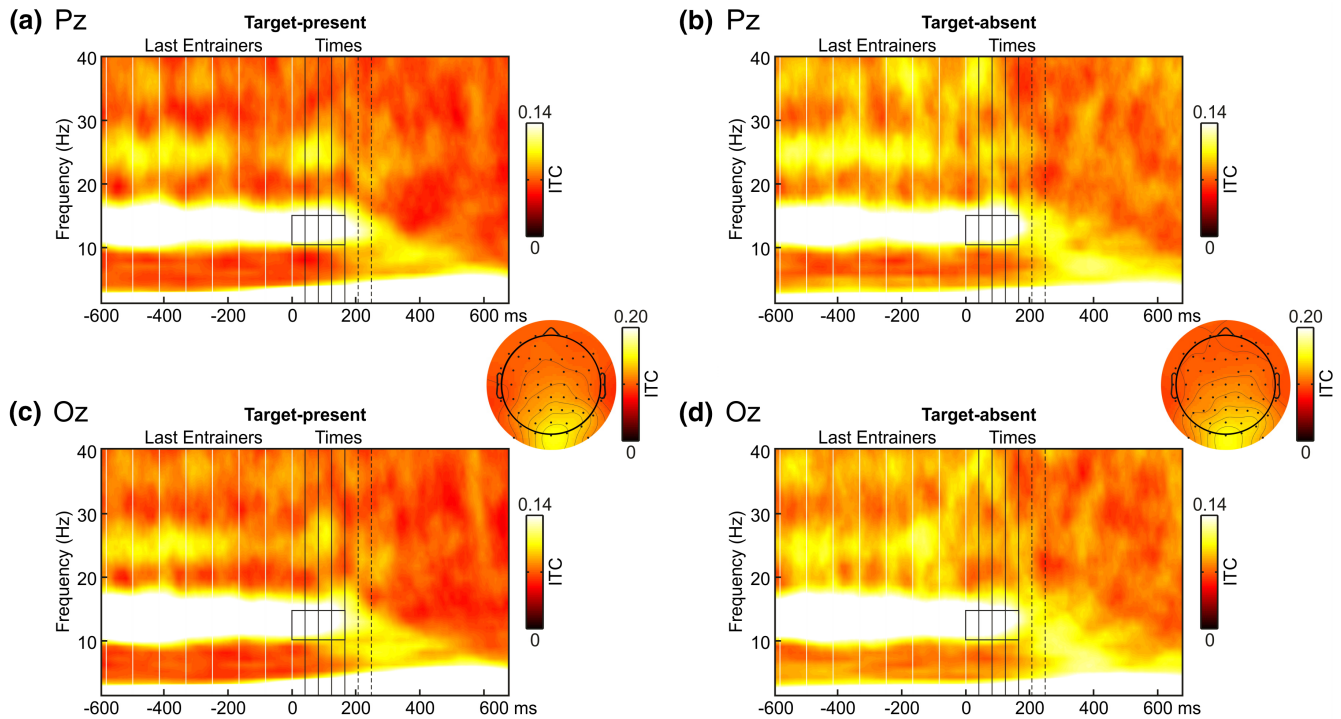 (a) Pz
Target-present
Last Entrainers Times
40
30
20
10
Frequency (Hz)
-600 -400 -200 0 200 400 600 ms
0.14
ITC
0
(b) Pz
Target-absent
Last Entrainers Times
40
30
20
10
Frequency (Hz)
-600 -400 -200 0 200 400 600 ms
0.14
ITC
0
0.20
ITC
0
0.20
ITC
0
(c) Oz
Target-present
Last Entrainers Times
40
30
20
10
Frequency (Hz)
-600 -400 -200 0 200 400 600 ms
0.14
ITC
0
(d) Oz
Target-absent
Last Entrainers Times
40
30
20
10
Frequency (Hz)
-600 -400 -200 0 200 400 600 ms
0.14
ITC
0